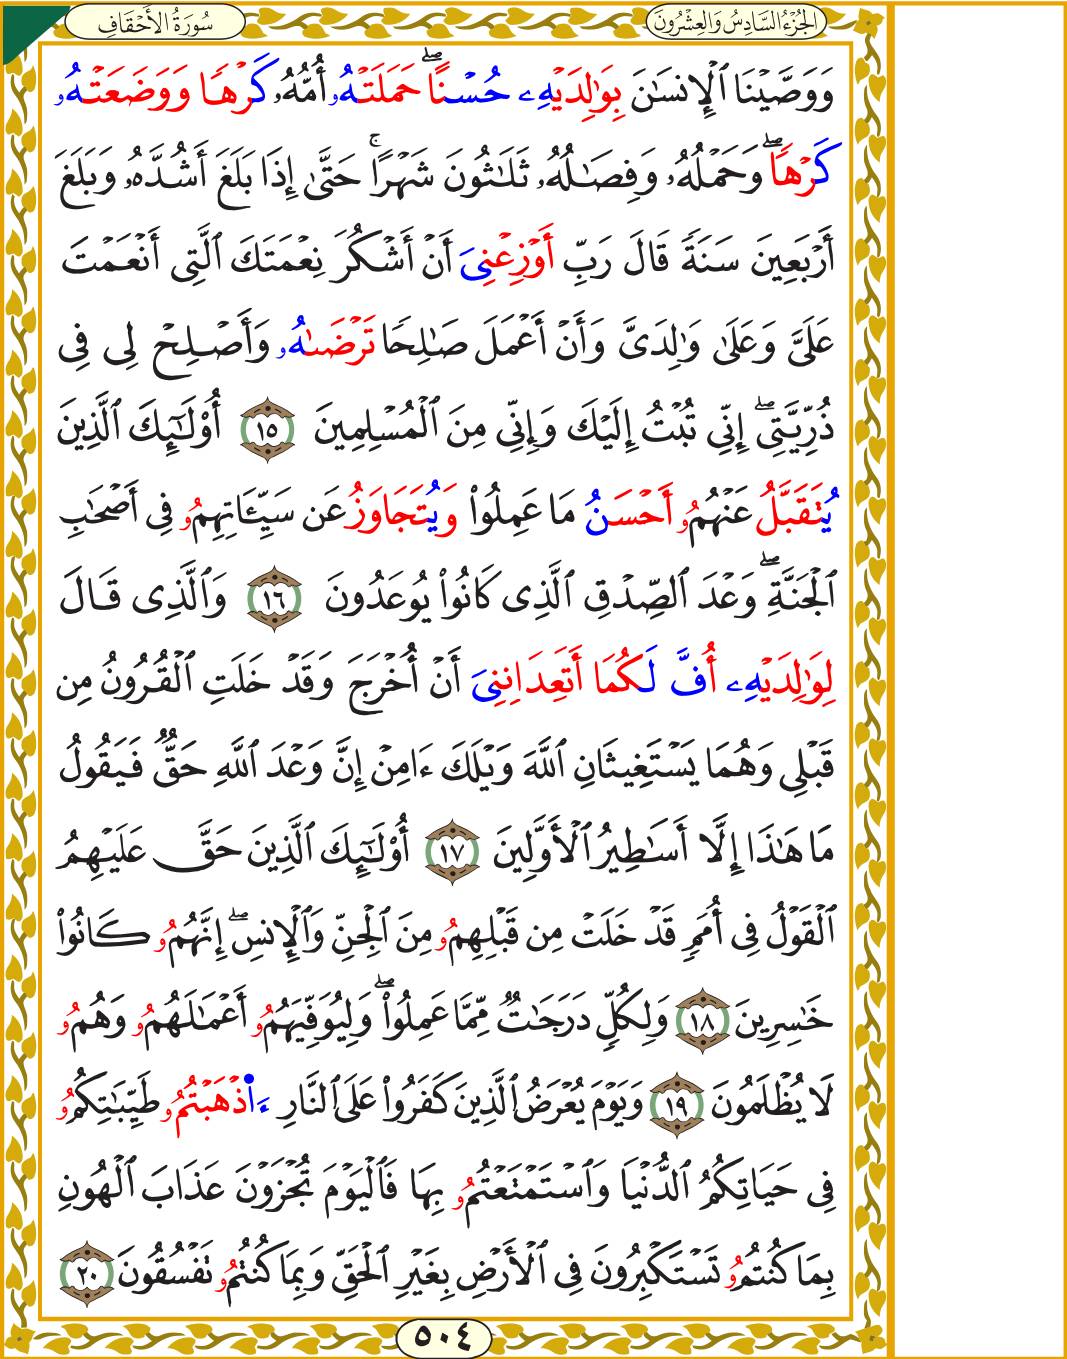 الجُزْءُ السَّادِسُ وَالعِشْرُونَ
سُورَةُ الأَحْقَافِ
وَوَصَّيْنَا ٱلْإِنسَٰنَ بِوَٰلِدَيْهِۦ حُسْنًاۖ حَمَلَتْهُۥ أُمُّهُۥ كَرْهًا وَوَضَعَتْهُۥ
كَرْهًاۖ وَحَمْلُهُۥ وَفِصَٰلُهُۥ ثَلَٰثُونَ شَهْرًاۚ حَتَّىٰ إِذَا بَلَغَ أَشُدَّهُۥ وَبَلَغَ
أَرْبَعِينَ سَنَةً قَالَ رَبِّ أَوْزِعْنِىَ أَنْ أَشْكُرَ نِعْمَتَكَ ٱلَّتِى أَنْعَمْتَ
عَلَىَّ وَعَلَىٰ وَٰلِدَىَّ وَأَنْ أَعْمَلَ صَٰلِحًا تَرْضَىٰهُۥ وَأَصْلِحْ لِى فِى
ذُرِّيَّتِىۖ إِنِّى تُبْتُ إِلَيْكَ وَإِنِّى مِنَ ٱلْمُسْلِمِينَ ١٥ أُوْلَٰٓئِكَ ٱلَّذِينَ
يُتَقَبَّلُ عَنْهُمُۥ أَحْسَنُ مَا عَمِلُوا۟ وَيُتَجَاوَزُ عَن سَيِّـَٔاتِهِمُۥ فِى أَصْحَٰبِ
ٱلْجَنَّةِۖ وَعْدَ ٱلصِّدْقِ ٱلَّذِى كَانُوا۟ يُوعَدُونَ ١٦ وَٱلَّذِى قَالَ
لِوَٰلِدَيْهِۦ أُفَّ لَكُمَا أَتَعِدَانِنِىَ أَنْ أُخْرَجَ وَقَدْ خَلَتِ ٱلْقُرُونُ مِن
قَبْلِى وَهُمَا يَسْتَغِيثَانِ ٱللَّهَ وَيْلَكَ ءَامِنْ إِنَّ وَعْدَ ٱللَّهِ حَقٌّ فَيَقُولُ
مَا هَٰذَا إِلَّا أَسَٰطِيرُ ٱلْأَوَّلِينَ ١٧ أُوْلَٰٓئِكَ ٱلَّذِينَ حَقَّ عَلَيْهِمُ
ٱلْقَوْلُ فِى أُمَمٍ قَدْ خَلَتْ مِن قَبْلِهِمُۥ مِنَ ٱلْجِنِّ وَٱلْإِنسِۖ إِنَّهُمُۥ كَانُوا۟
خَٰسِرِينَ ١٨ وَلِكُلٍّ دَرَجَٰتٌ مِّمَّا عَمِلُوا۟ۖ وَلِيُوَفِّيَهُمُۥ أَعْمَٰلَهُمُۥ وَهُمُۥ
لَا يُظْلَمُونَ ١٩ وَيَوْمَ يُعْرَضُ ٱلَّذِينَ كَفَرُوا۟ عَلَى ٱلنَّارِ ءَا۬ذْهَبْتُمُۥ طَيِّبَٰتِكُمُۥ
فِى حَيَاتِكُمُ ٱلدُّنْيَا وَٱسْتَمْتَعْتُمُۥ بِهَا فَٱلْيَوْمَ تُجْزَوْنَ عَذَابَ ٱلْهُونِ
بِمَا كُنتُمُۥ تَسْتَكْبِرُونَ فِى ٱلْأَرْضِ بِغَيْرِ ٱلْحَقِّ وَبِمَا كُنتُمُۥ تَفْسُقُونَ ٢٠
٥٠٤